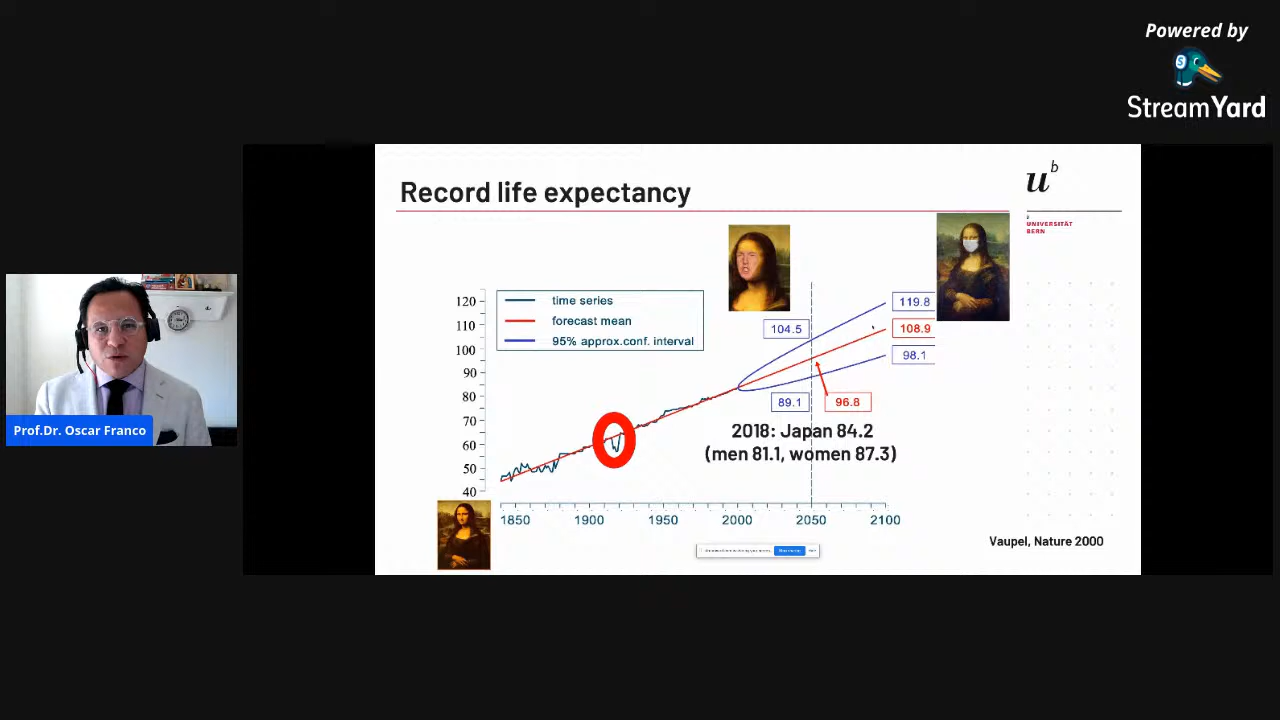 Powered by
StreamYard
Record life expectancy
u b
UNIVERSITÄT
BERN
time series
forecast mean
95% approx.conf. interval
120
110
100
90
80
70
60
50
40
104.5
119.8
108.9
98.1
89.1
96.8
2018: Japan 84.2
(men 81.1, women 87.3)
1850
1900
1950
2000
2050
2100
Vaupel, Nature 2000
Prof.Dr. Oscar Franco